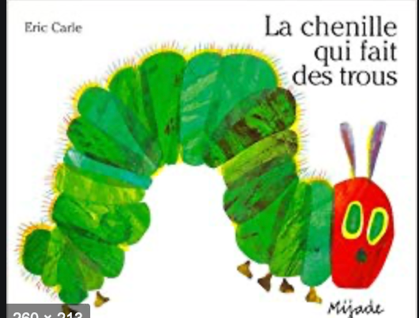 Eric Carle
La chenille
qui fait
des trous
Mijade
260 × 213